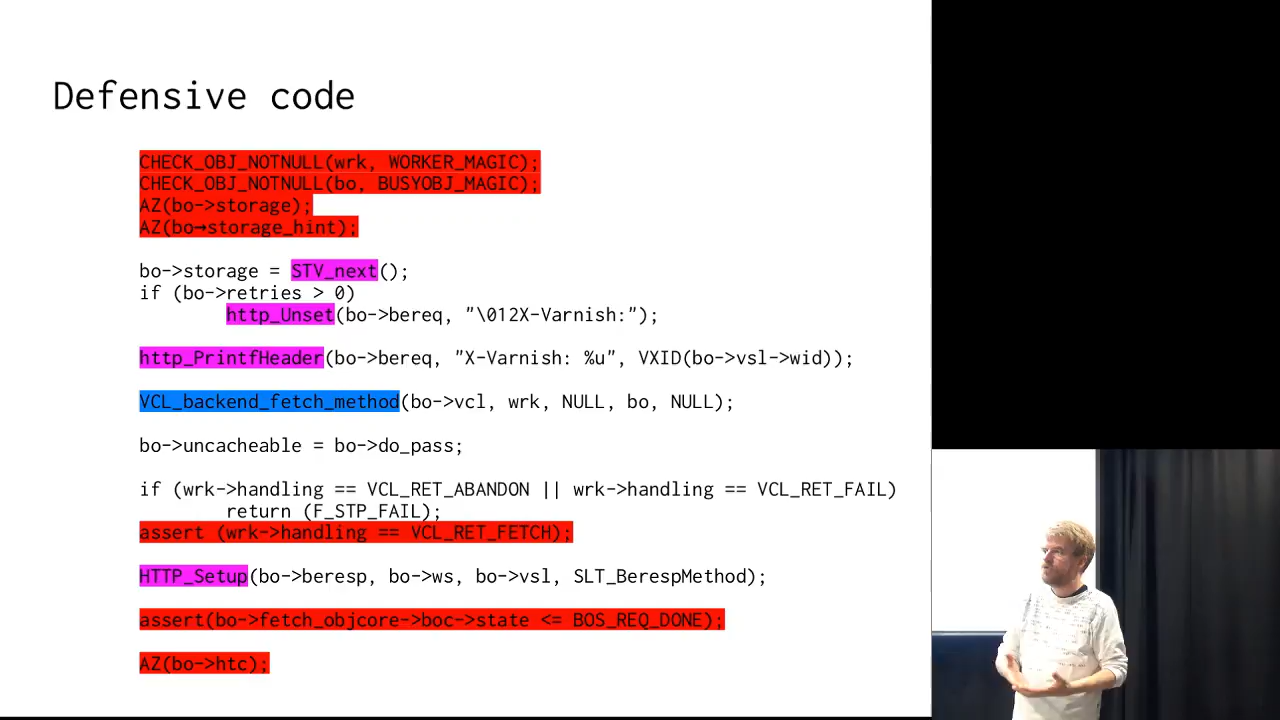 Defensive code
CHECK_OBJ_NOTNULL(wrk, WORKER_MAGIC);
CHECK_OBJ_NOTNULL(bo, BUSYOBJ_MAGIC);
AZ(bo->storage);
AZ(bo→storage_hint);
bo->storage = STV_next();
if (bo->retries > 0)
http_Unset(bo->bereq, "\012X-Varnish:");
http_PrintfHeader(bo->bereq, "X-Varnish: %u", VXID(bo->vsl->wid));
VCL_backend_fetch_method(bo->vcl, wrk, NULL, bo, NULL);
bo->uncacheable = bo->do_pass;
if (wrk->handling == VCL_RET_ABANDON || wrk->handling == VCL_RET_FAIL)
return (F_STP_FAIL);
assert (wrk->handling == VCL_RET_FETCH);
HTTP_Setup(bo->beresp, bo->ws, bo->vsl, SLT_BerespMethod);
assert(bo->fetch_objcore->boc->state <= BOS_REQ_DONE);
AZ(bo->htc);